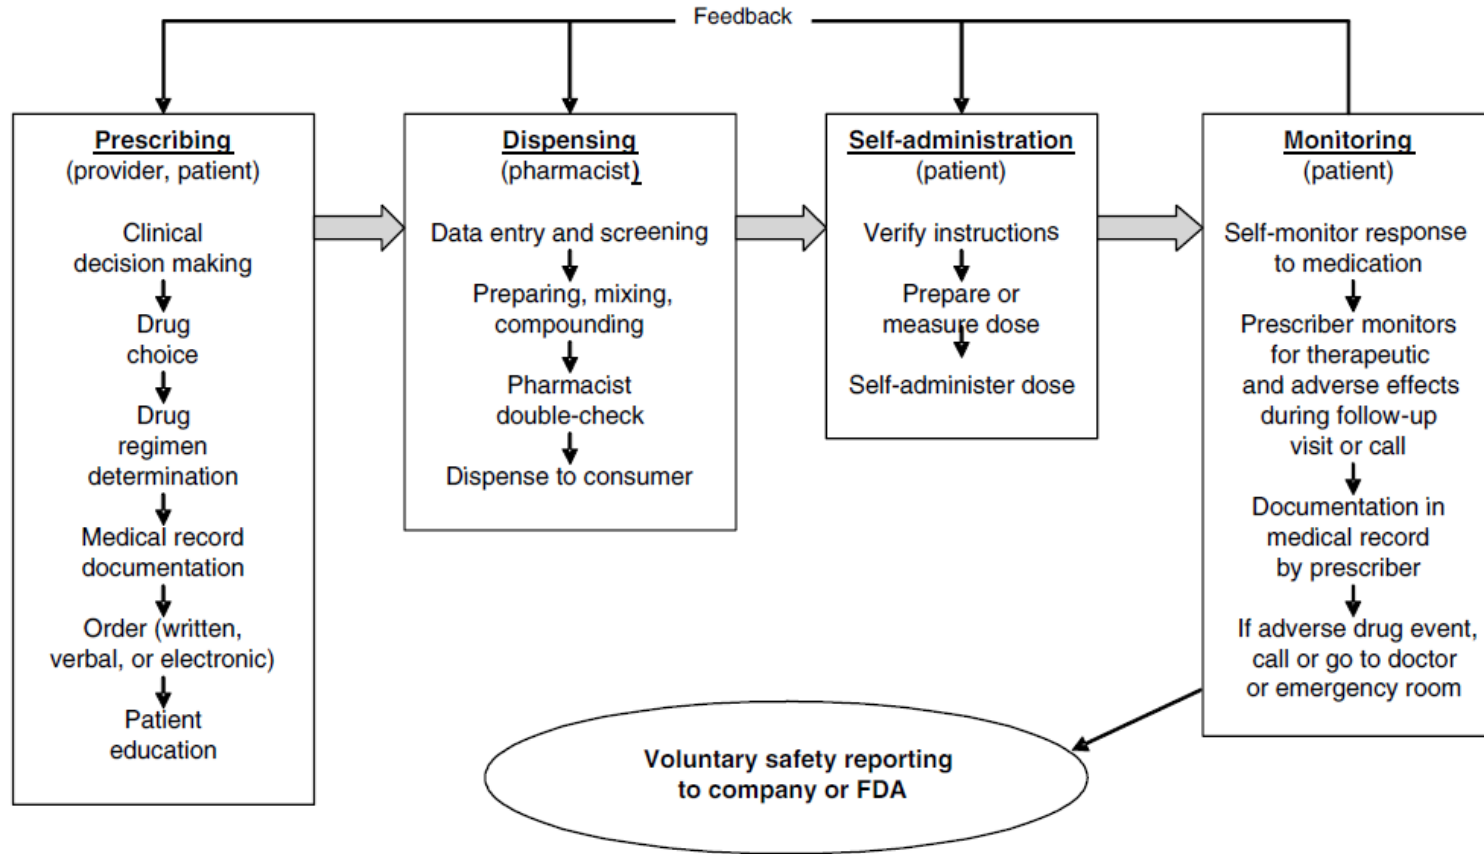 Feedback
Prescribing
(provider, patient)
Clinical
decision making
Drug
choice
Drug
regimen
determination
Medical record
documentation
Order (written,
verbal, or electronic)
Patient
education
Dispensing
(pharmacist)
Data entry and screening
Preparing, mixing,
compounding
Pharmacist
double-check
Dispense to consumer
Self-administration
(patient)
Verify instructions
Prepare or
measure dose
Self-administer dose
Monitoring
(patient)
Self-monitor response
to medication
Prescriber monitors
for therapeutic
and adverse effects
during follow-up
visit or call
Documentation in
medical record
by prescriber
If adverse drug event,
call or go to doctor
or emergency room
Voluntary safety reporting
to company or FDA